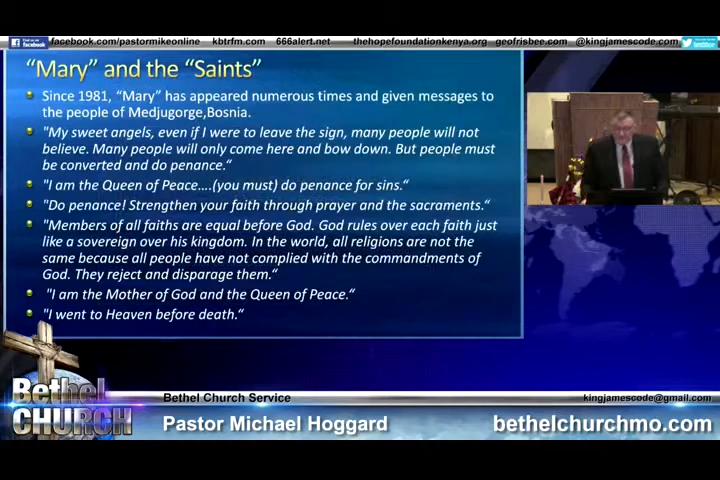 Find us on facebook facebook.com/pastormikeonline kbtrfm.com 666alert.net thehopefoundationkenya.org geofrisbee.com @kingjamescode.com twitter
“Mary” and the “Saints”
Since 1981, “Mary” has appeared numerous times and given messages to
the people of Medjugorge,Bosnia.
"My sweet angels, even if I were to leave the sign, many people will not
believe. Many people will only come here and bow down. But people must
be converted and do penance.“
"I am the Queen of Peace....(you must) do penance for sins.“
"Do penance! Strengthen your faith through prayer and the sacraments.“
"Members of all faiths are equal before God. God rules over each faith just
like a sovereign over his kingdom. In the world, all religions are not the
same because all people have not complied with the commandments of
God. They reject and disparage them.“
"I am the Mother of God and the Queen of Peace.“
"I went to Heaven before death.“
Bethel
CHURCH
Bethel Church Service kingjamescode@gmail.com
Pastor Michael Hoggard bethelchurchmo.com